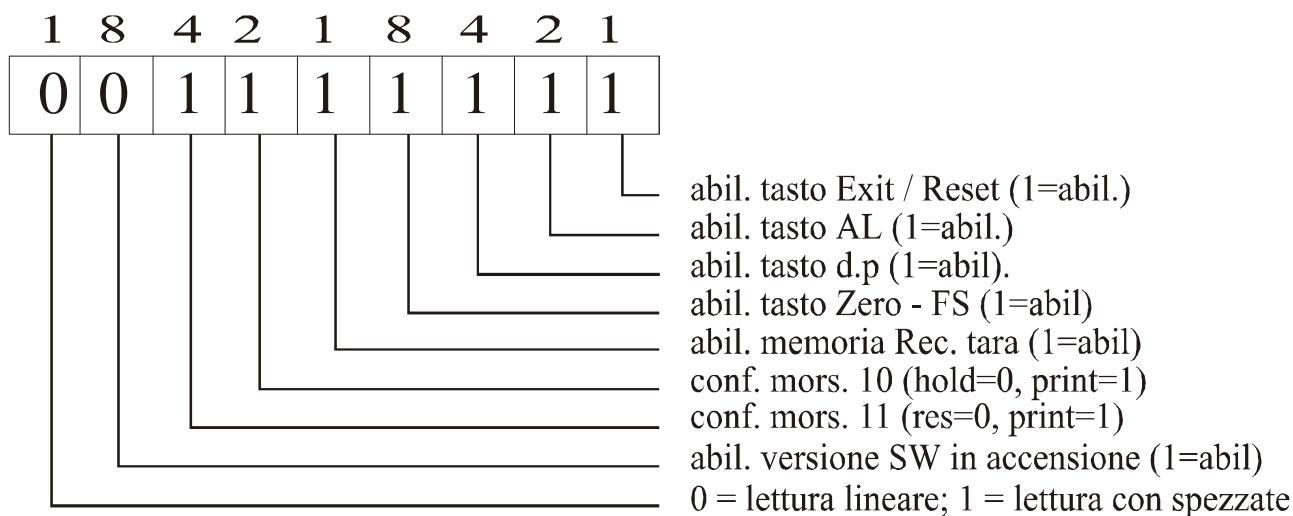 1 8 4 2 1 8 4 2 1
0 0 1 1 1 1 1 1 1
abil. tasto Exit / Reset (1=abil.)
abil. tasto AL (1=abil.)
abil. tasto d.p (1=abil).
abil. tasto Zero - FS (1=abil)
abil. memoria Rec. tara (1=abil)
conf. mors. 10 (hold=0, print=1)
conf. mors. 11 (res=0, print=1)
abil. versione SW in accensione (1=abil)
0 = lettura lineare; 1 = lettura con spezzate